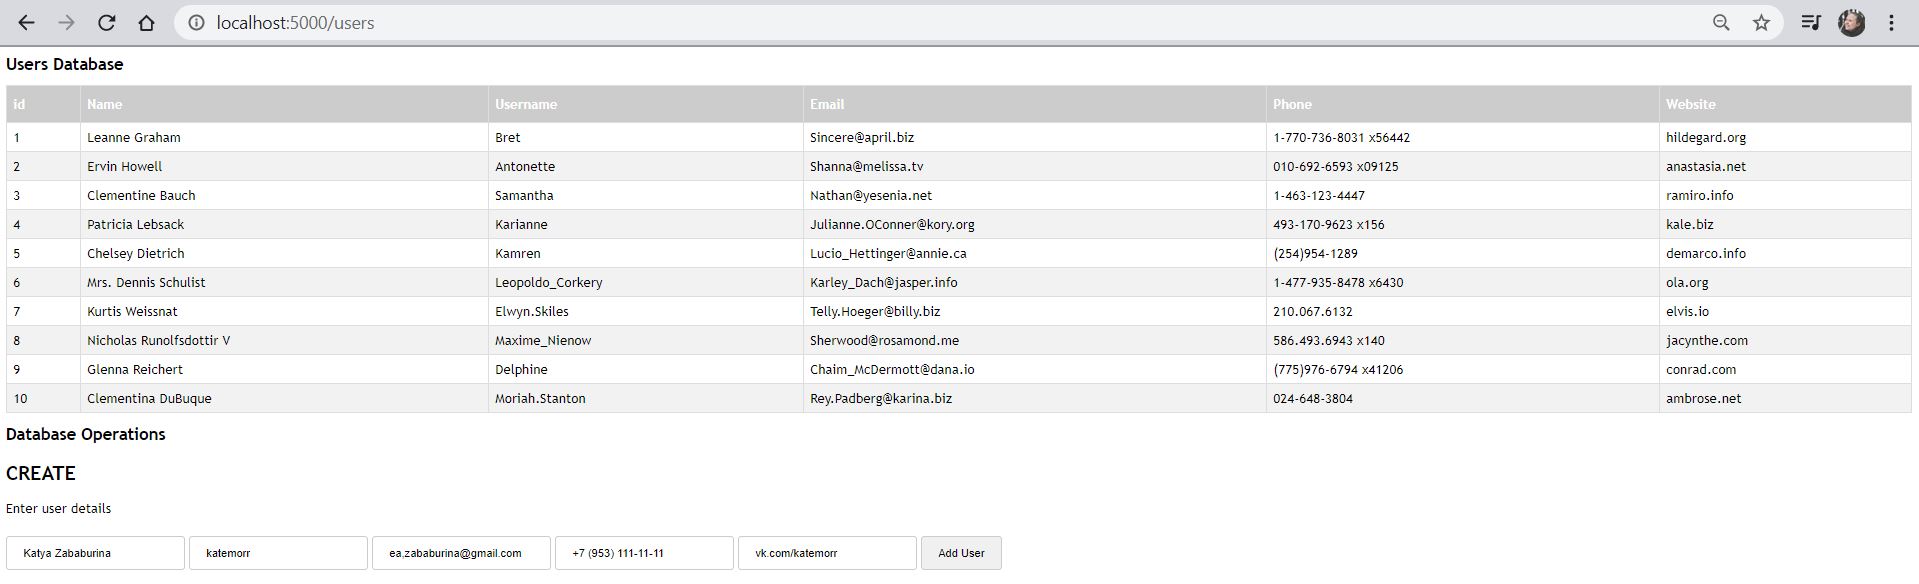 localhost:5000/users
Users Database
id Name Username Email Phone Website
1 Leanne Graham Bret Sincere@april.biz 1-770-736-8031 x56442 hildegard.org
2 Ervin Howell Antonette Shanna@melissa.tv 010-692-6593 x09125 anastasia.net
3 Clementine Bauch Samantha Nathan@yesenia.net 1-463-123-4447 ramiro.info
4 Patricia Lebsack Karianne Julianne.OConner@kory.org 493-170-9623 x156 kale.biz
5 Chelsey Dietrich Kamren Lucio_Hettinger@annie.ca (254)954-1289 demarco.info
6 Mrs. Dennis Schulist Leopoldo_Corkery Karley_Dach@jasper.info 1-477-935-8478 x6430 ola.org
7 Kurtis Weissnat Elwyn.Skiles Telly.Hoeger@billy.biz 210.067.6132 elvis.io
8 Nicholas Runolfsdottir V Maxime_Nienow Sherwood@rosamond.me 586.493.6943 x140 jacynthe.com
9 Glenna Reichert Delphine Chaim_McDermott@dana.io (775)976-6794 x41206 conrad.com
10 Clementina DuBuque Moriah.Stanton Rey.Padberg@karina.biz 024-648-3804 ambrose.net
Database Operations
CREATE
Enter user details
Katya Zababurina katemorr ea.zababurina@gmail.com +7 (953) 111-11-11 vk.com/katemorr Add User